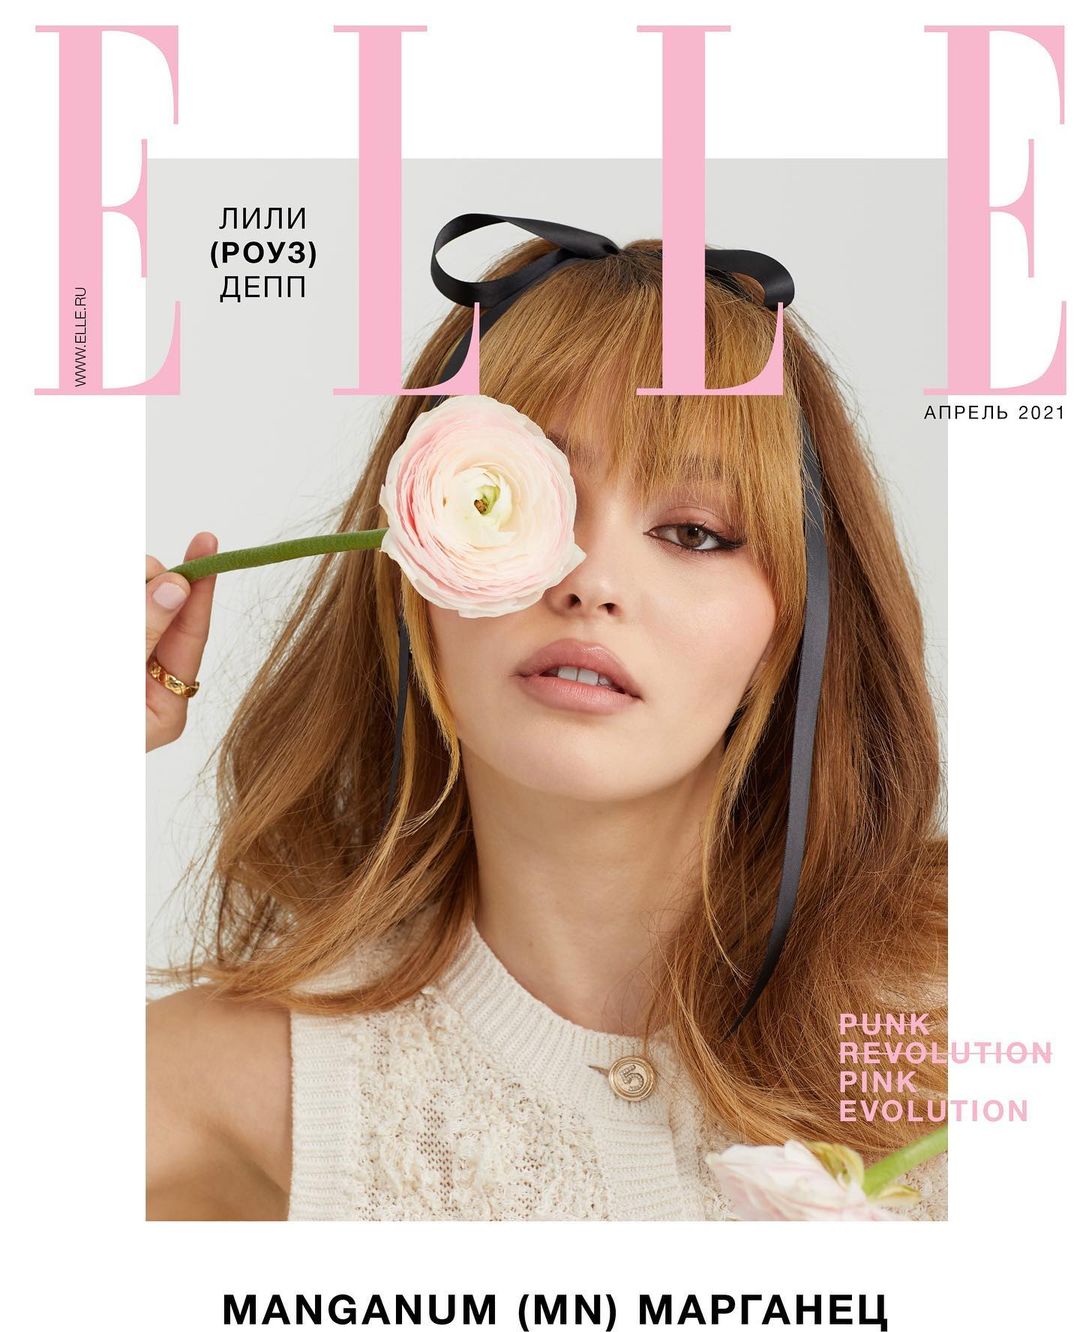 ELLE
WWW.ELLE.RU
ЛИЛИ
(РОУЗ)
ДЕПП
АПРЕЛЬ 2021
PUNK
REVOLUTION
PINK
EVOLUTION
MANGANUM (MN) МАРГАНЕЦ